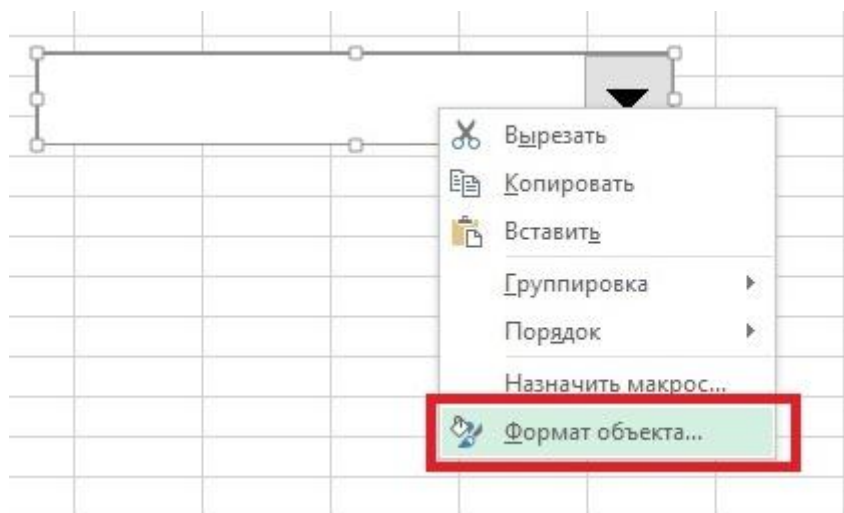 Вырезать
Копировать
Вставить
Группировка
Порядок
Назначить макрос...
Формат объекта...